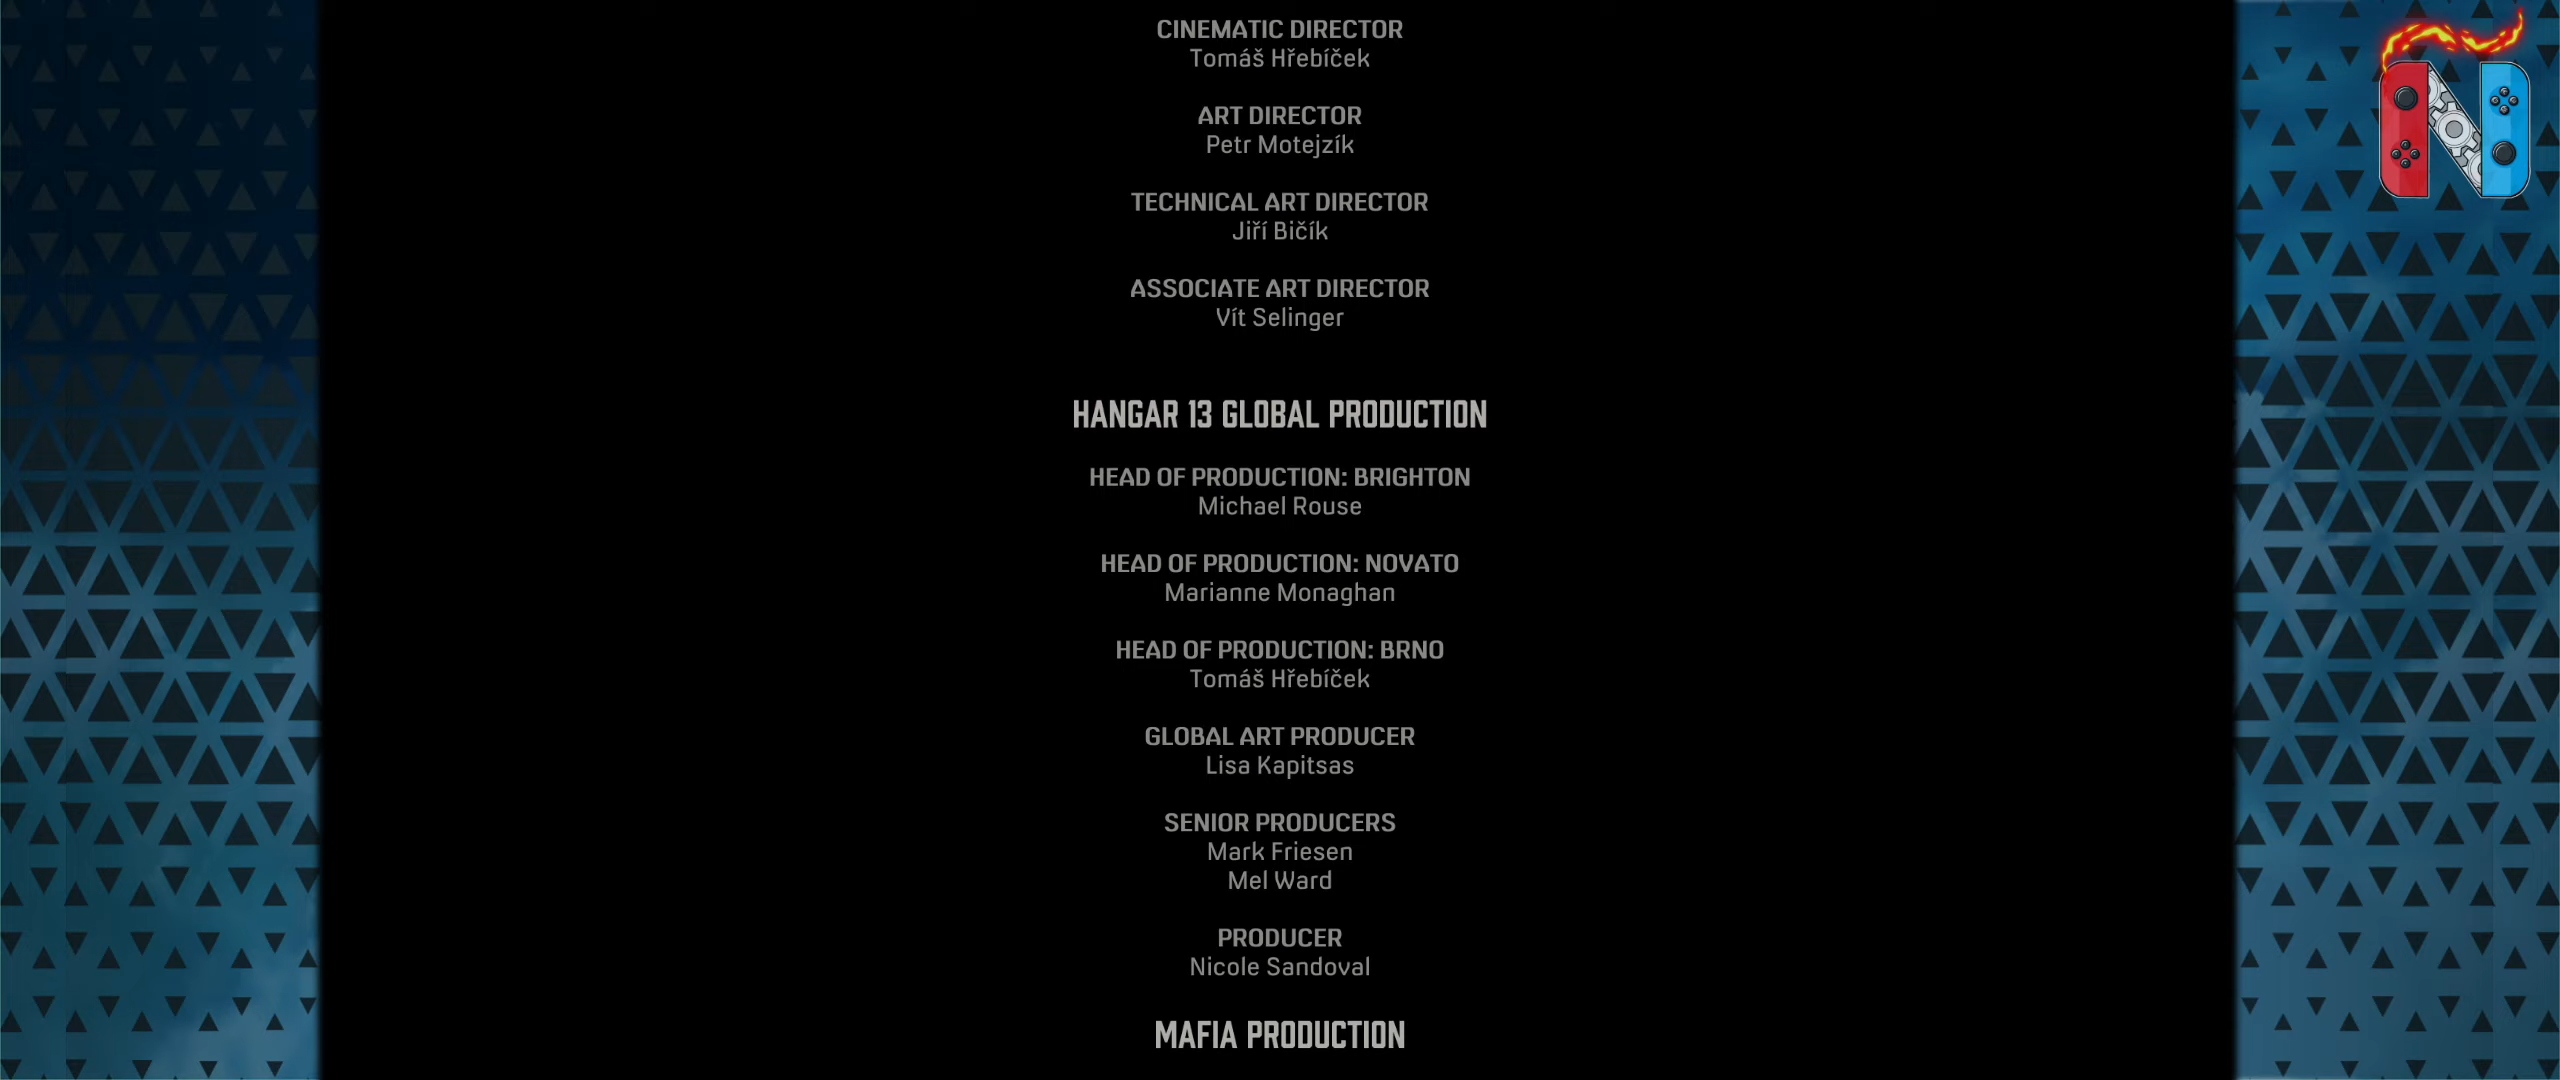 CINEMATIC DIRECTOR
Tomáš Hřebíček
ART DIRECTOR
Petr Motejzík
TECHNICAL ART DIRECTOR
Jiří Bičík
ASSOCIATE ART DIRECTOR
Vít Selinger
HANGAR 13 GLOBAL PRODUCTION
HEAD OF PRODUCTION: BRIGHTON
Michael Rouse
HEAD OF PRODUCTION: NOVATO
Marianne Monaghan
HEAD OF PRODUCTION: BRNO
Tomáš Hřebíček
GLOBAL ART PRODUCER
Lisa Kapitsas
SENIOR PRODUCERS
Mark Friesen
Mel Ward
PRODUCER
Nicole Sandoval
MAFIA PRODUCTION